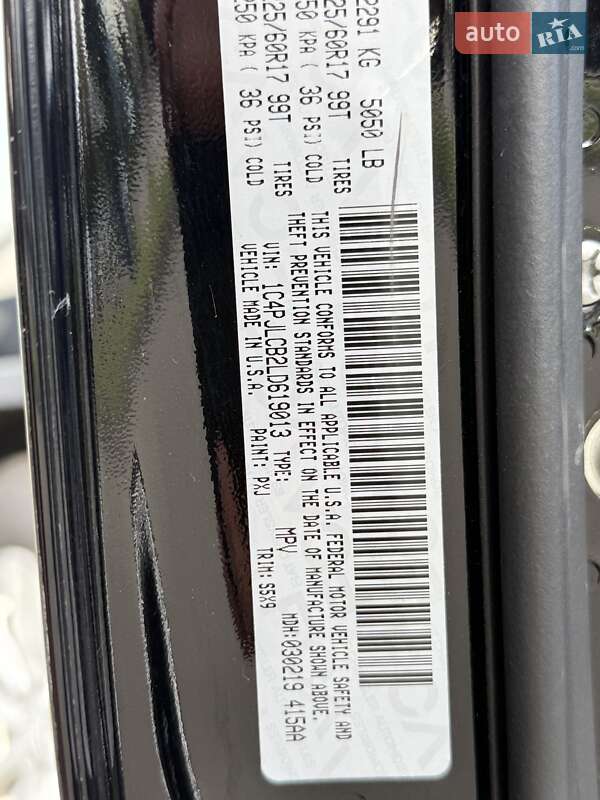 auto RIA.com
2291 KG 5050 LB
25/60R17 99T TIRES
50 KPA ( 36 PSI) COLD
225/60R17 99T TIRES
250 KPA ( 36 PSI) COLD
THIS VEHICLE CONFORMS TO ALL APPLICABLE U.S.A. FEDERAL MOTOR VEHICLE SAFETY AND
THEFT PREVENTION STANDARDS IN EFFECT ON THE DATE OF MANUFACTURE SHOWN ABOVE.
VIN: 1C4PJLCB2LD619013 TYPE: MPV MDH:030219 415AA
VEHICLE MADE IN U.S.A. PAINT: PXJ TRIM: S5X9